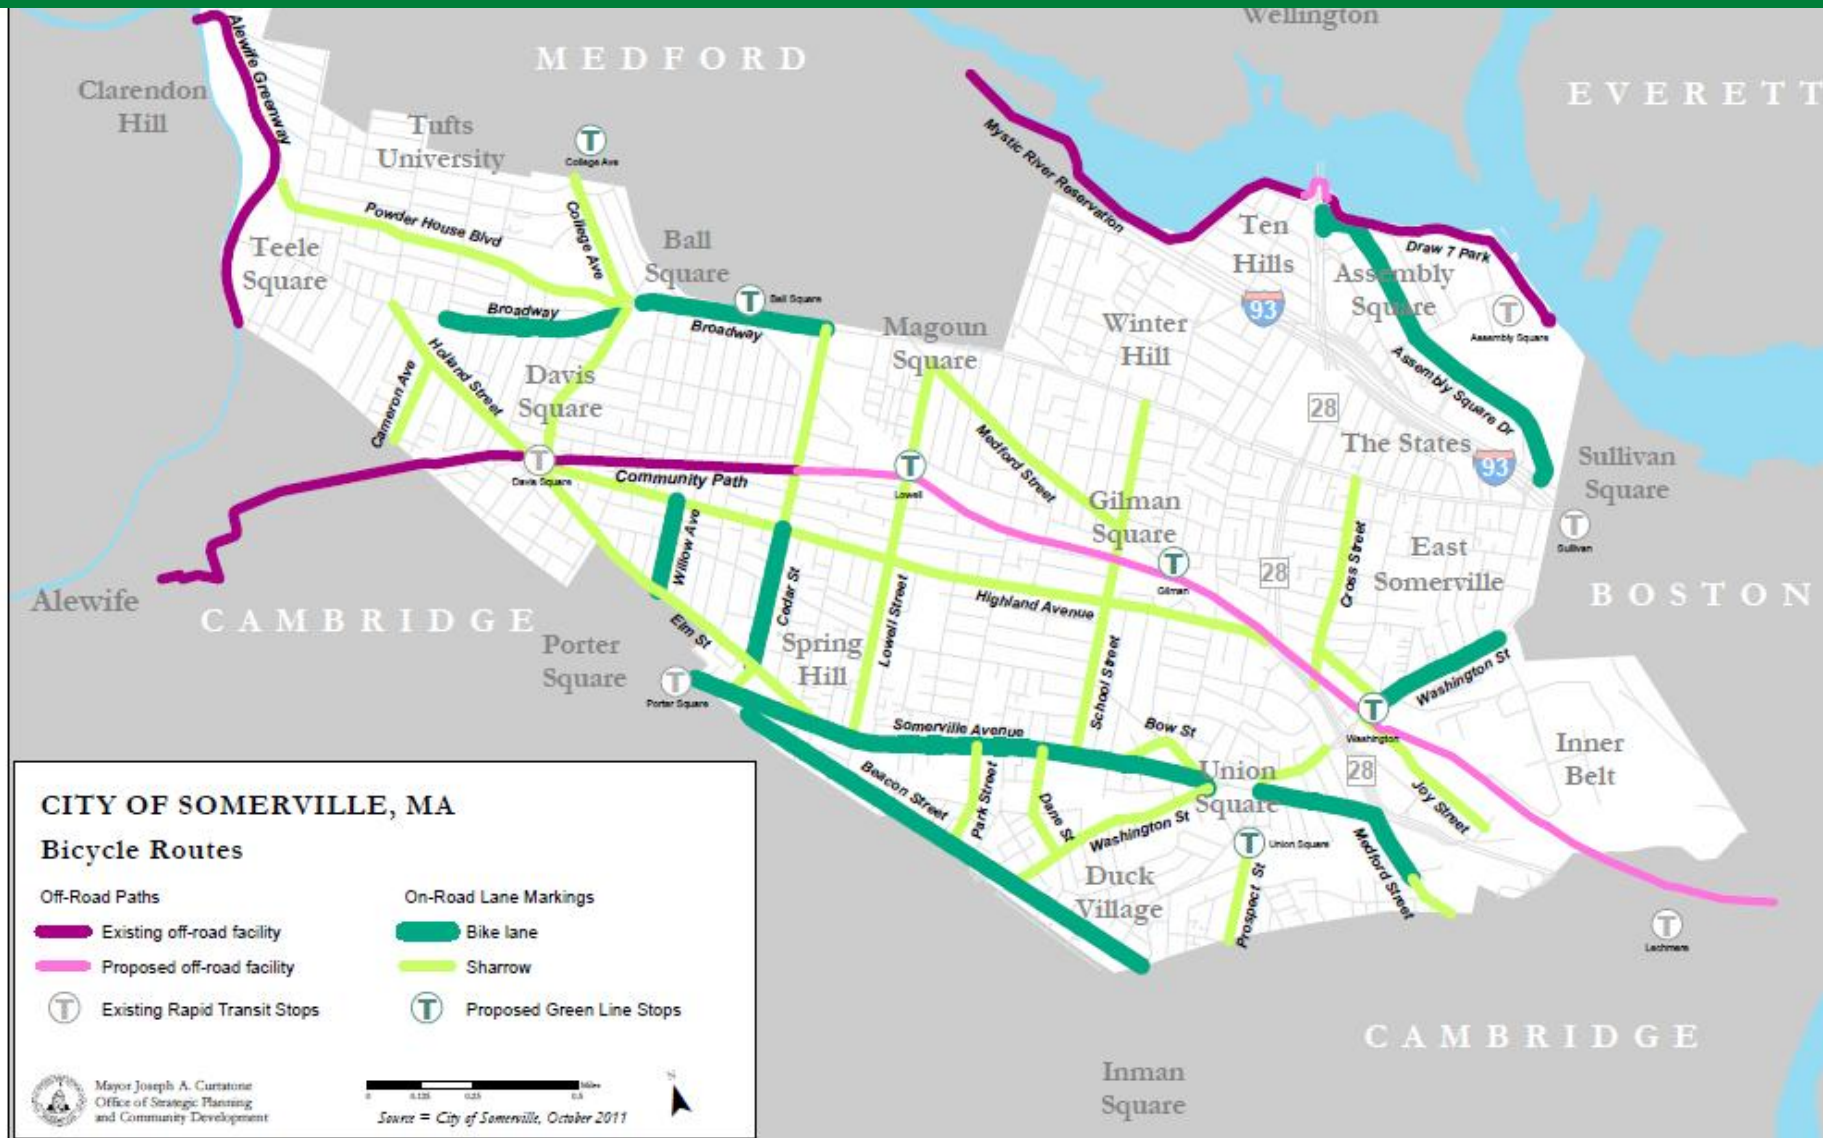 Wellington
MEDFORD
EVERETT
Clarendon
Hill
Alewife Greenway
Tufts
University
T
College Ave
Mystic River Reservation
Powder House Blvd
College Ave
Ball
Square
Teele
Square
Ten
Hills
Draw 7 Park
Assembly
Square
T
Ball Square
93
T
Assembly Square
Broadway
Broadway
Magoun
Square
Winter
Hill
Holland Street
Cameron Ave
Davis
Square
Assembly Square Dr
28
The States
93
Sullivan
Square
T
Davis Square
Community Path
T
Lowell
Medford Street
Gilman
Square
T
Sullivan
Willow Ave
T
Gilman
28
Cross Street
East
Somerville
BOSTON
Alewife
CAMBRIDGE
Cedar St
Highland Avenue
Elm St
Lowell Street
Porter
Square
Spring
Hill
School Street
T
Porter Square
Washington St
T
Washington
Somerville Avenue
Bow St
Inner
Belt
28
Union
Square
Beacon Street
Park Street
Dane St
Washington St
Joy Street
T
Union Square
Medford Street
Duck
Village
Prospect St
T
Lechmere
CAMBRIDGE
Inman
Square
CITY OF SOMERVILLE, MA
Bicycle Routes
Off-Road Paths
On-Road Lane Markings
Existing off-road facility
Bike lane
Proposed off-road facility
Sharrow
T
Existing Rapid Transit Stops
T
Proposed Green Line Stops
Mayor Joseph A. Curtatone
Office of Strategic Planning
and Community Development
0 0.125 0.25 0.5
Miles
Source = City of Somerville, October 2011